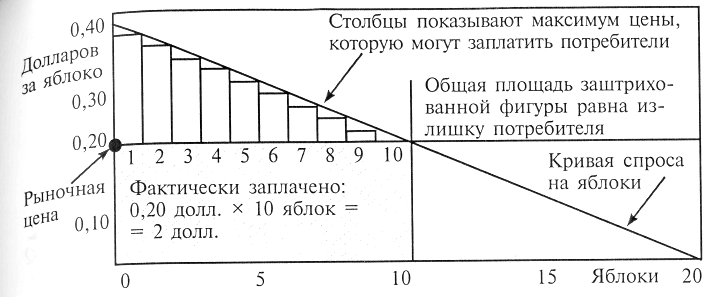 0,40
Долларов
за яблоко
0,30
0,20
Рыночная
цена
0,10
Столбцы показывают максимум цены,
которую могут заплатить потребители
Общая площадь заштрихо-
ванной фигуры равна из-
лишку потребителя
1 2 3 4 5 6 7 8 9 10
Кривая спроса
на яблоки
Фактически заплачено:
0,20 долл. × 10 яблок =
= 2 долл.
0 5 10 15 Яблоки 20